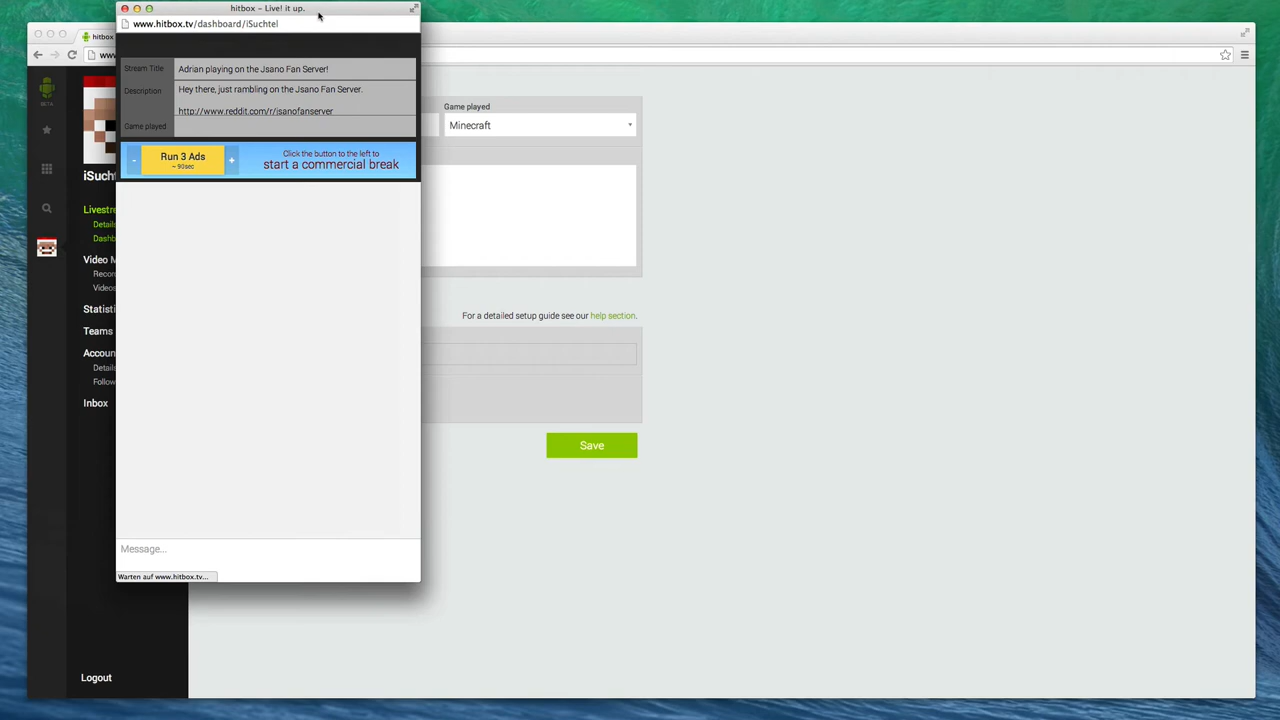 hitbox – Live! it up.
www.hitbox.tv/dashboard/iSuchtel
hitbox
www.
Stream Title
Adrian playing on the Jsano Fan Server!
Description
Hey there, just rambling on the Jsano Fan Server.
http://www.reddit.com/r/jsanofanserver
Game played
- Run 3 Ads +
~ 90sec
Click the button to the left to
start a commercial break
Message...
Warten auf www.hitbox.tv...
BETA
iSucht
Livestre
Details
Dashb
Video M
Recor
Videos
Statisti
Teams
Accoun
Details
Follow
Inbox
Logout
Game played
Minecraft
For a detailed setup guide see our help section.
Save